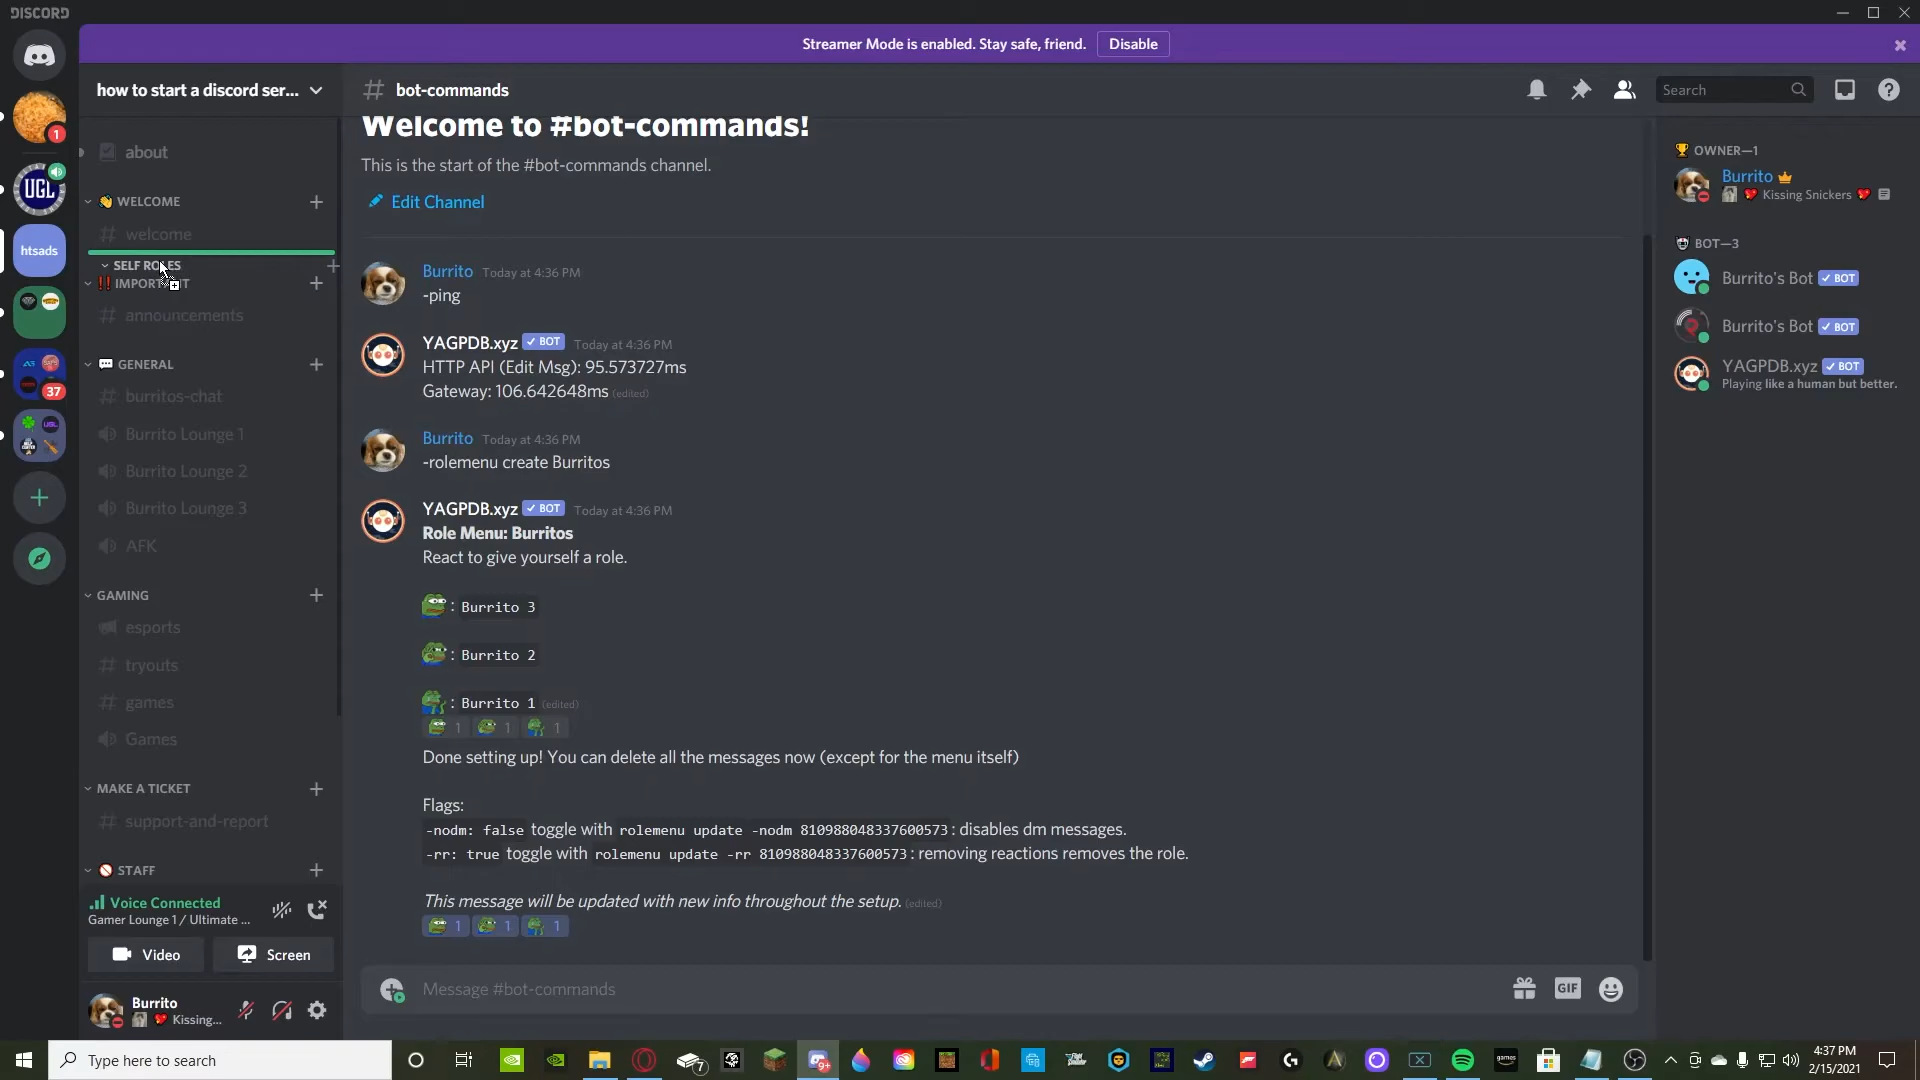 DISCORD
Streamer Mode is enabled. Stay safe, friend.
Disable
1
UGL
htsads
37
how to start a discord ser...
about
WELCOME
welcome
SELF ROLES
IMPORTANT
announcements
GENERAL
burritos-chat
Burrito Lounge 1
Burrito Lounge 2
Burrito Lounge 3
AFK
GAMING
esports
tryouts
games
Games
MAKE A TICKET
support-and-report
STAFF
Voice Connected
Gamer Lounge 1 / Ultimate ...
Video
Screen
Burrito
Kissing...
bot-commands
Search
Welcome to #bot-commands!
This is the start of the #bot-commands channel.
Edit Channel
Burrito Today at 4:36 PM
-ping
YAGPDB.xyz ✓ BOT Today at 4:36 PM
HTTP API (Edit Msg): 95.573727ms
Gateway: 106.642648ms (edited)
Burrito Today at 4:36 PM
-rolemenu create Burritos
YAGPDB.xyz ✓ BOT Today at 4:36 PM
Role Menu: Burritos
React to give yourself a role.
: Burrito 3
: Burrito 2
: Burrito 1 (edited)
1 1 1
Done setting up! You can delete all the messages now (except for the menu itself)
Flags:
-nodm: false toggle with rolemenu update -nodm 810988048337600573 : disables dm messages.
-rr: true toggle with rolemenu update -rr 810988048337600573 : removing reactions removes the role.
This message will be updated with new info throughout the setup. (edited)
1 1 1
Message #bot-commands
GIF
OWNER—1
Burrito
Kissing Snickers
BOT—3
Burrito's Bot ✓ BOT
Burrito's Bot ✓ BOT
YAGPDB.xyz ✓ BOT
Playing like a human but better.
Type here to search
7
9+
games
4:37 PM
2/15/2021